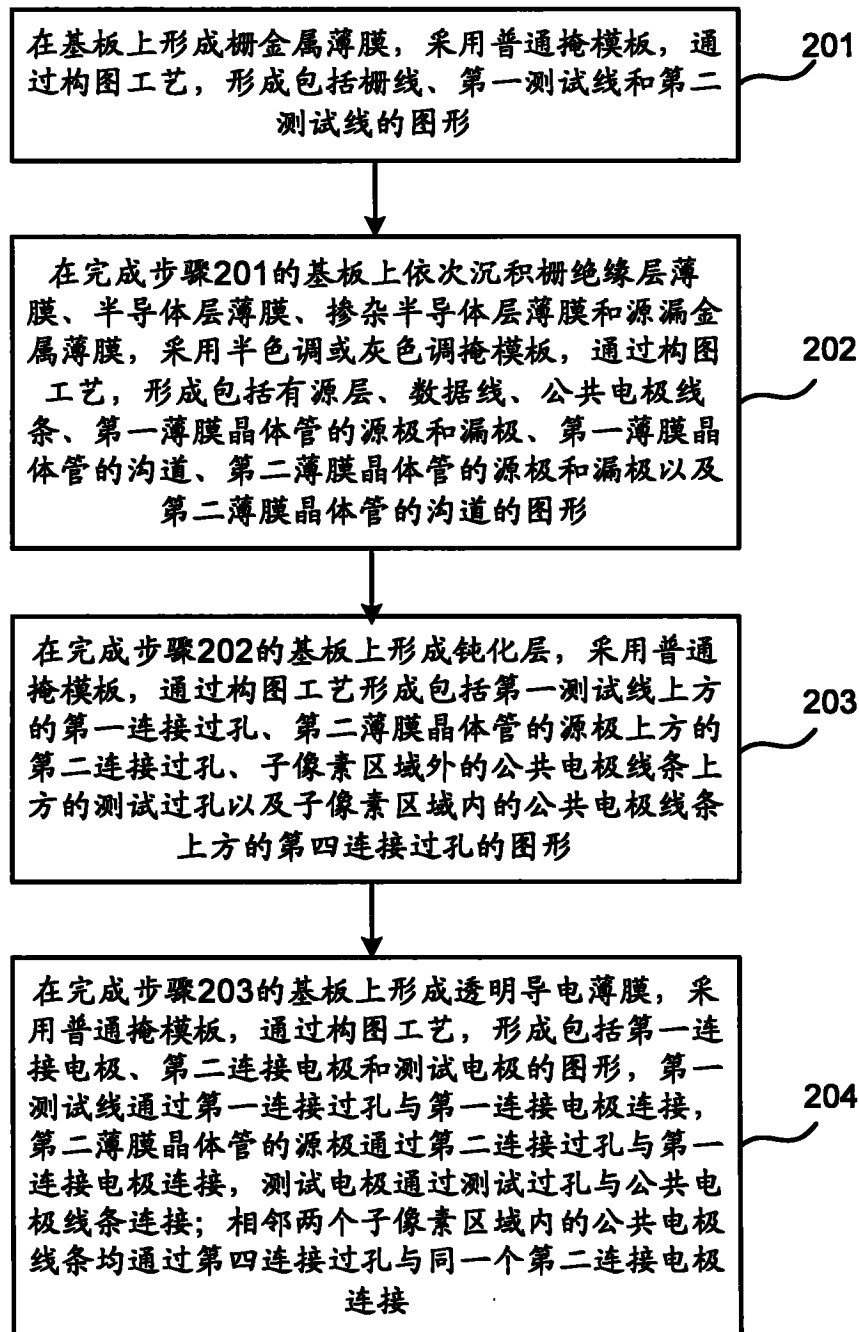 在基板上形成栅金属薄膜，采用普通掩模板，通
过构图工艺，形成包括栅线、第一测试线和第二
测试线的图形
201
在完成步骤201的基板上依次沉积栅绝缘层薄
膜、半导体层薄膜、掺杂半导体层薄膜和源漏金
属薄膜，采用半色调或灰色调掩模板，通过构图
工艺，形成包括有源层、数据线、公共电极线
条、第一薄膜晶体管的源极和漏极、第一薄膜晶
体管的沟道、第二薄膜晶体管的源极和漏极以及
第二薄膜晶体管的沟道的图形
202
在完成步骤202的基板上形成钝化层，采用普通
掩模板，通过构图工艺形成包括第一测试线上方
的第一连接过孔、第二薄膜晶体管的源极上方的
第二连接过孔、子像素区域外的公共电极线条上
方的测试过孔以及子像素区域内的公共电极线条
上方的第四连接过孔的图形
203
在完成步骤203的基板上形成透明导电薄膜，采
用普通掩模板，通过构图工艺，形成包括第一连
接电极、第二连接电极和测试电极的图形，第一
测试线通过第一连接过孔与第一连接电极连接，
第二薄膜晶体管的源极通过第二连接过孔与第一
连接电极连接，测试电极通过测试过孔与公共电
极线条连接；相邻两个子像素区域内的公共电极
线条均通过第四连接过孔与同一个第二连接电极
连接
204